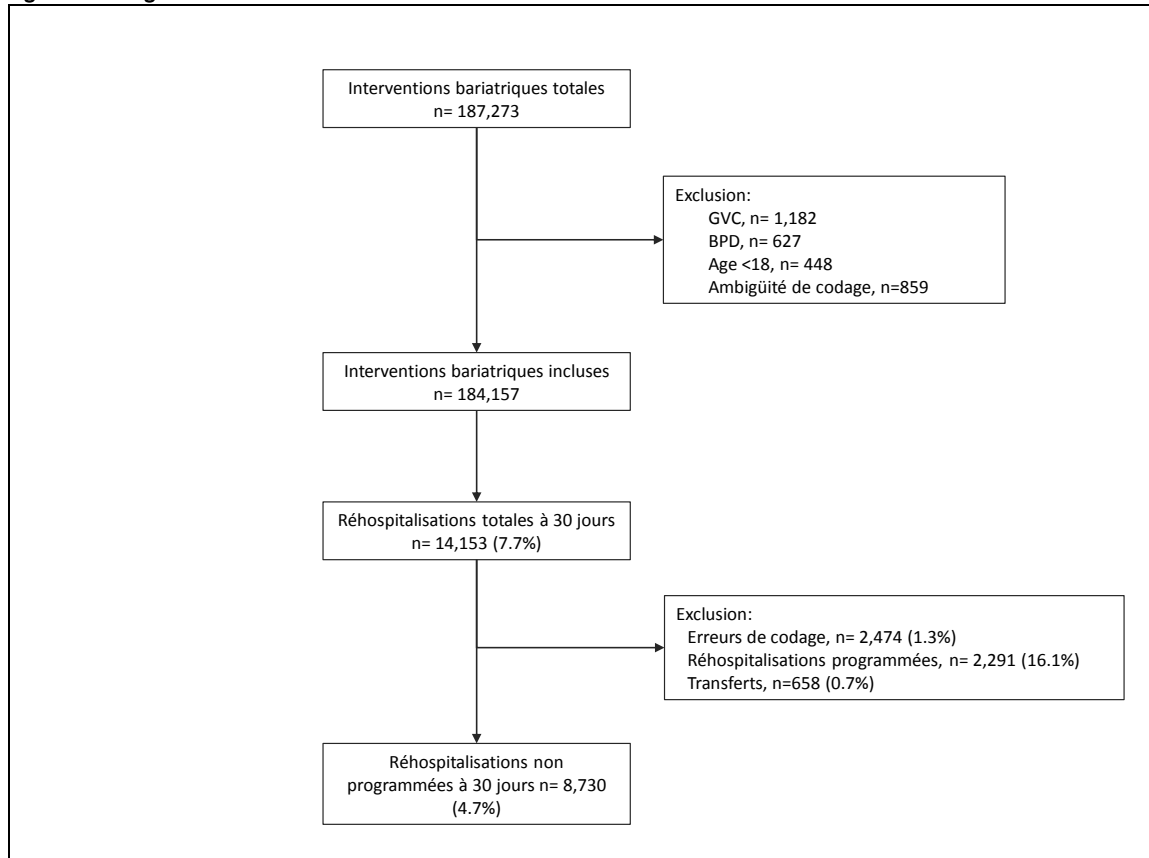 Interventions bariatriques totales
n= 187,273
Exclusion:
GVC, n= 1,182
BPD, n= 627
Age <18, n= 448
Ambigüité de codage, n=859
Interventions bariatriques incluses
n= 184,157
Réhospitalisations totales à 30 jours
n= 14,153 (7.7%)
Exclusion:
Erreurs de codage, n= 2,474 (1.3%)
Réhospitalisations programmées, n= 2,291 (16.1%)
Transferts, n=658 (0.7%)
Réhospitalisations non
programmées à 30 jours n= 8,730
(4.7%)